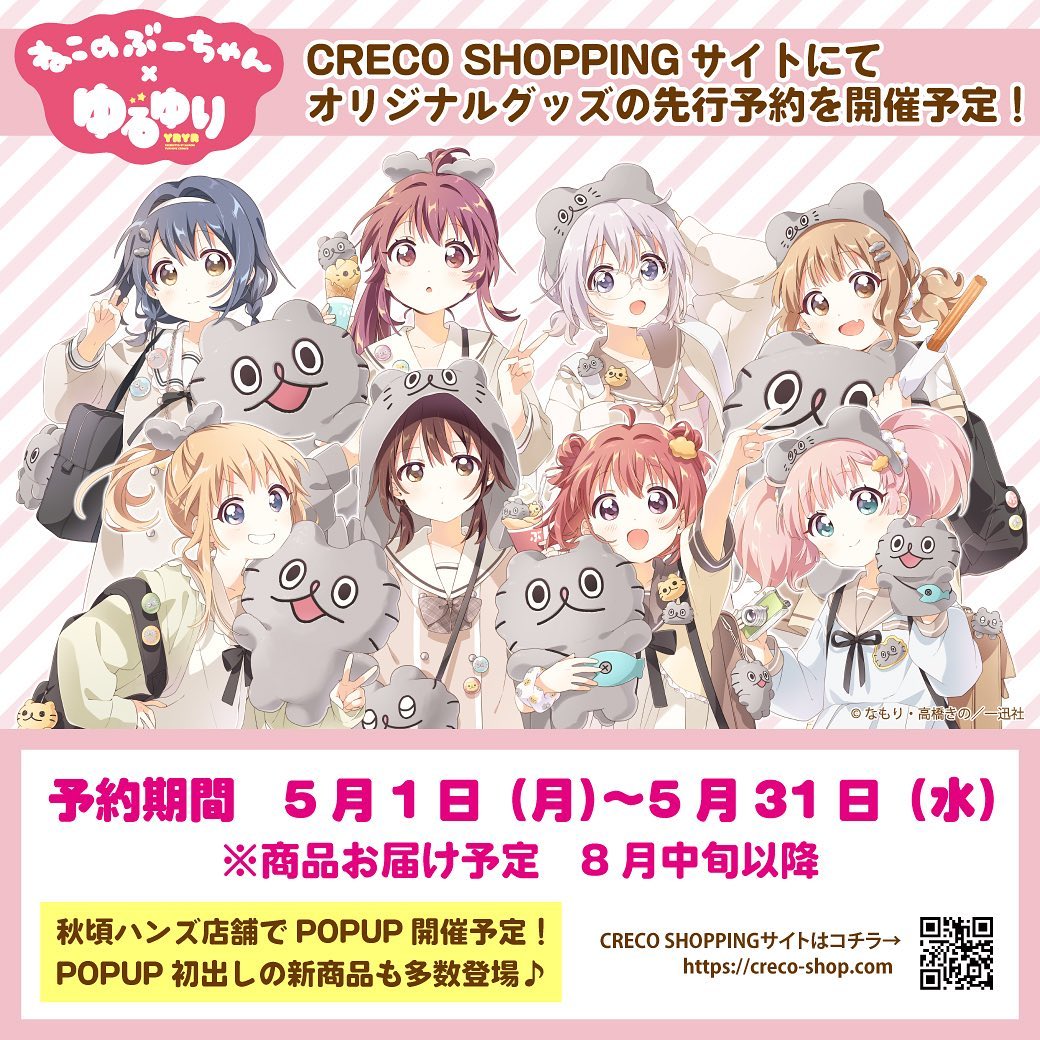 ねこのぶーちゃん
×
ゆるゆり
YRYR
CRECO SHOPPINGサイトにて
オリジナルグッズの先行予約を開催予定！
© なもり・高橋きの／一迅社
予約期間　5月1日（月）～5月31日（水）
※商品お届け予定　8月中旬以降
秋頃ハンズ店舗でPOPUP開催予定！
POPUP初出しの新商品も多数登場♪
CRECO SHOPPINGサイトはコチラ→
https://creco-shop.com